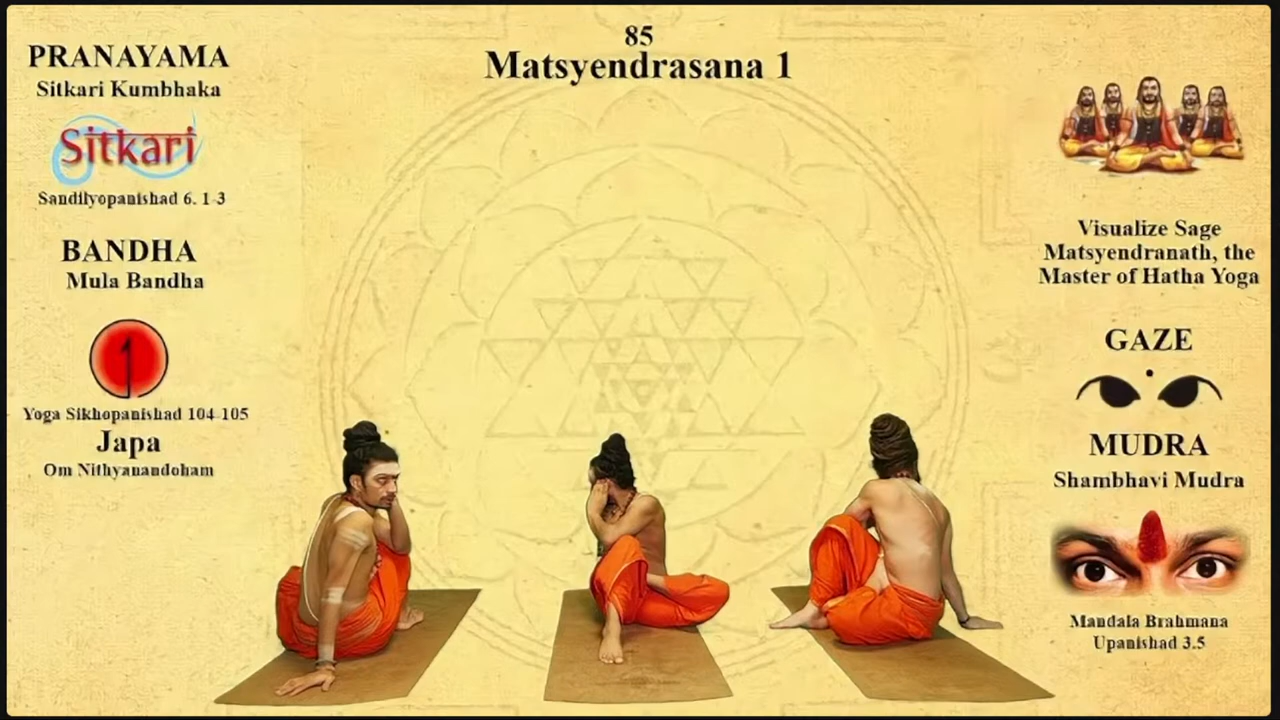 85
Matsyendrasana 1
PRANAYAMA
Sitkari Kumbhaka
Sitkari
Sandilyopanishad 6. 1-3
BANDHA
Mula Bandha
Yoga Sikhopanishad 104-105
Japa
Om Nithyanandoham
Visualize Sage
Matsyendranath, the
Master of Hatha Yoga
GAZE
MUDRA
Shambhavi Mudra
Mandala Brahmana
Upanishad 3.5